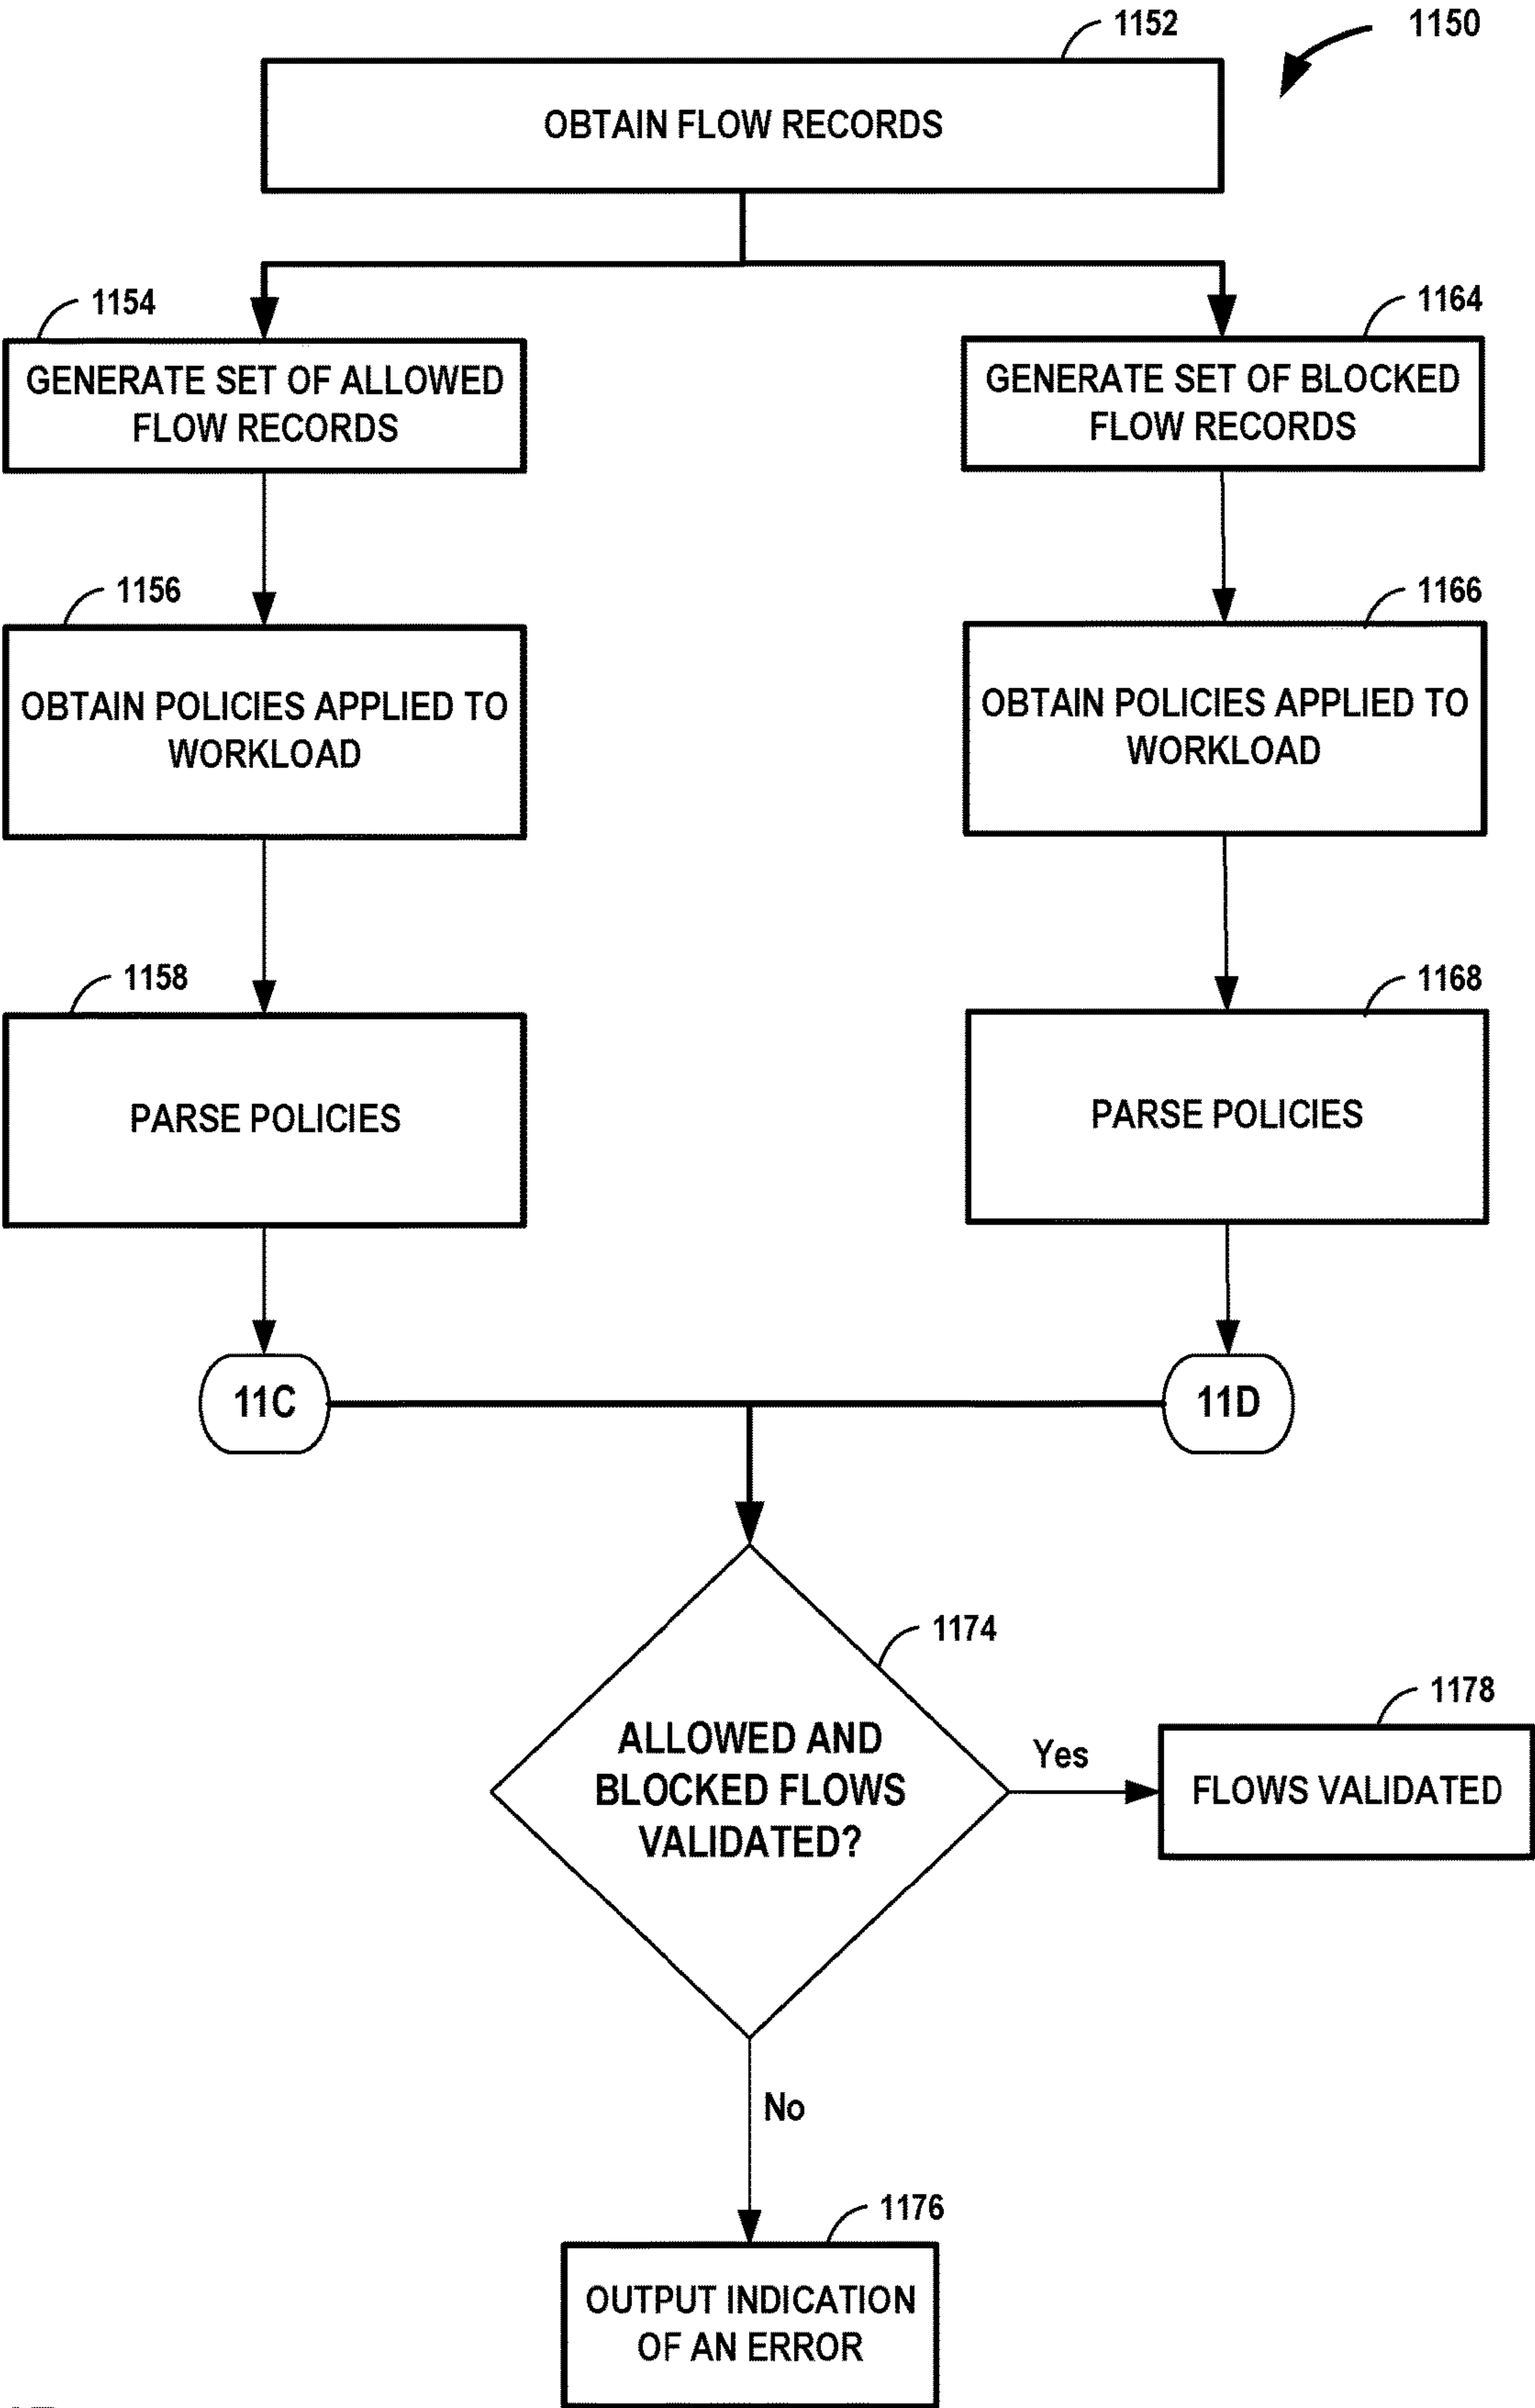 1152
1150
OBTAIN FLOW RECORDS
1154
1164
GENERATE SET OF ALLOWED
FLOW RECORDS
GENERATE SET OF BLOCKED
FLOW RECORDS
1156
1166
OBTAIN POLICIES APPLIED TO
WORKLOAD
OBTAIN POLICIES APPLIED TO
WORKLOAD
1158
1168
PARSE POLICIES
PARSE POLICIES
11C
11D
1174
ALLOWED AND
BLOCKED FLOWS
VALIDATED?
Yes
1178
FLOWS VALIDATED
No
1176
OUTPUT INDICATION
OF AN ERROR